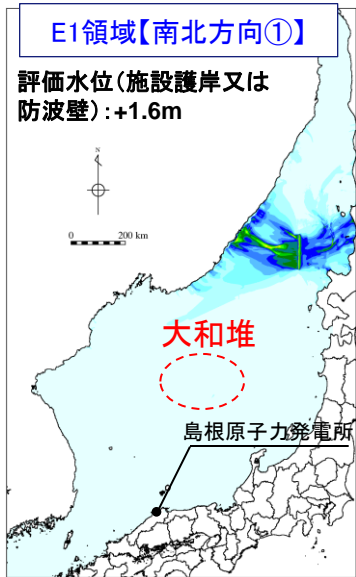 E1領域【南北方向①】
評価水位(施設護岸又は
防波壁):+1.6m
N
0 200 km
大和堆
島根原子力発電所